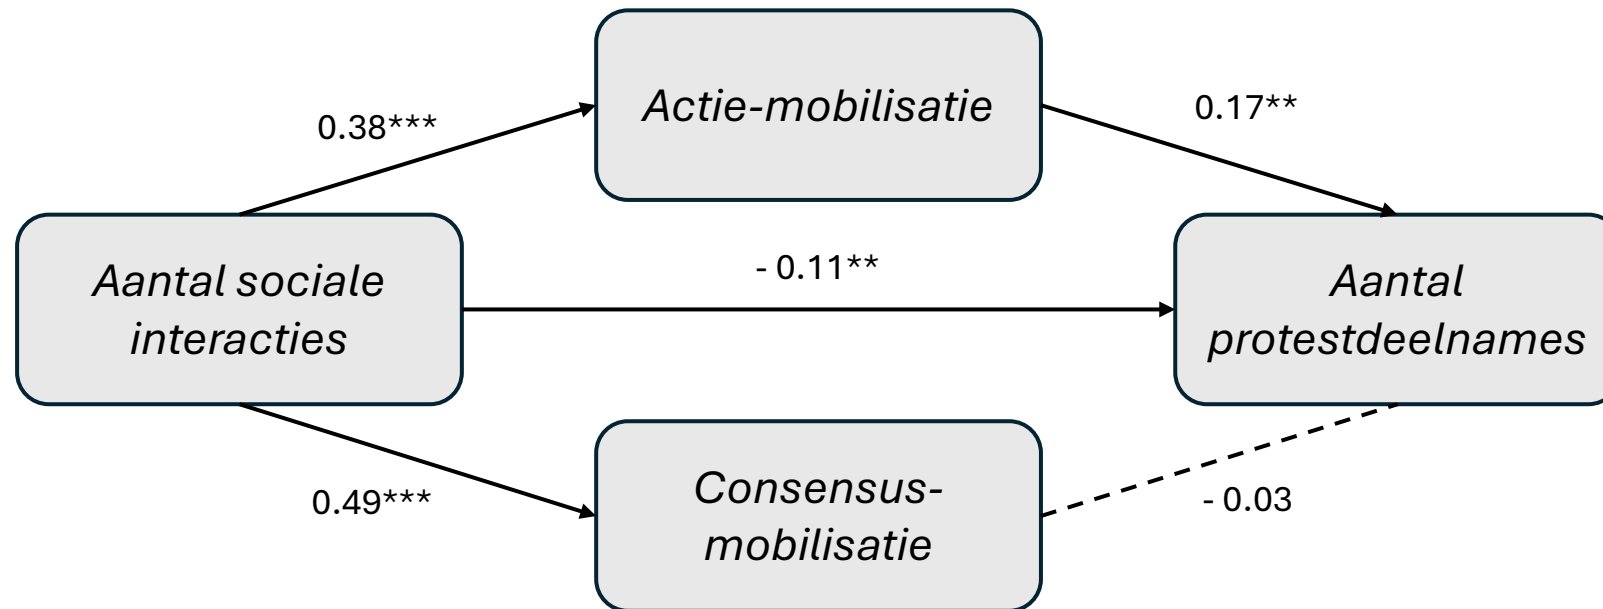 Actie-mobilisatie
0.38***
0.17**
Aantal sociale
interacties
- 0.11**
Aantal
protestdeelnames
0.49***
Consensus-
mobilisatie
- 0.03